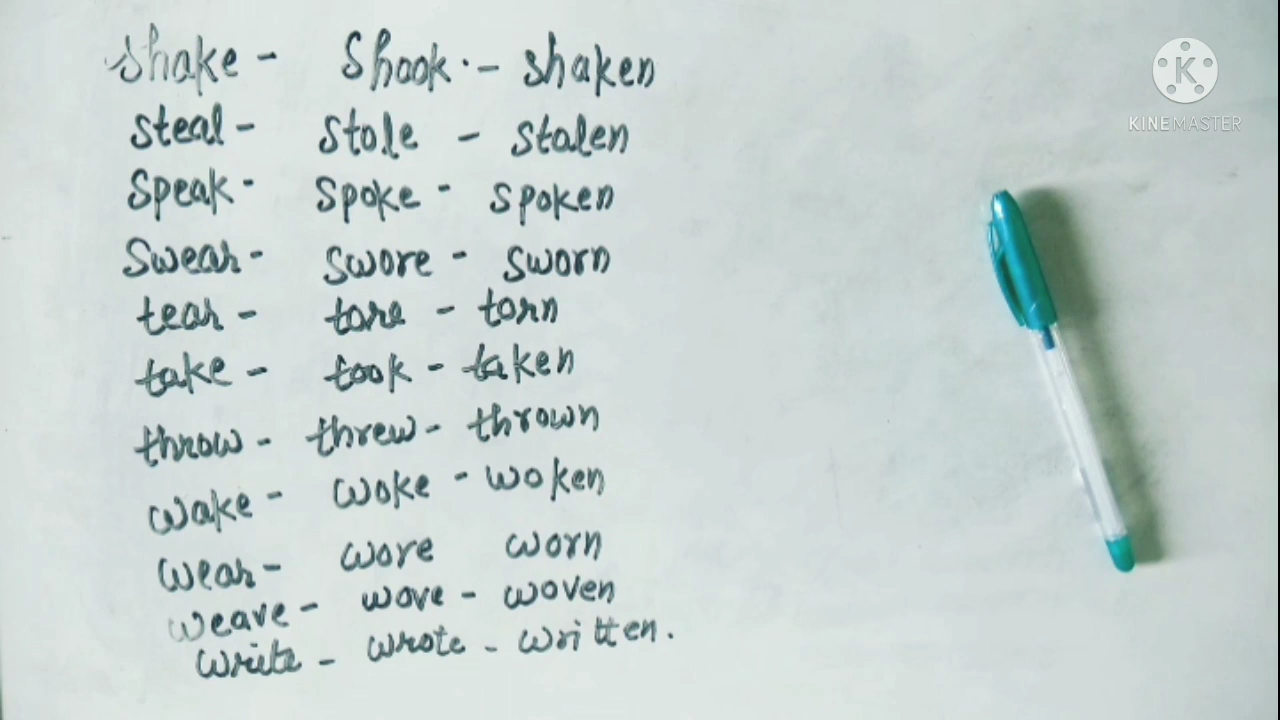 shake - shook. - shaken
steal - stole - stalen
speak - spoke - spoken
swear - swore - sworn
tear - tore - torn
take - took - taken
throw - threw - thrown
wake - woke - woken
wear - wore worn
weave - wove - woven
write - wrote - written.
K
KINEMASTER